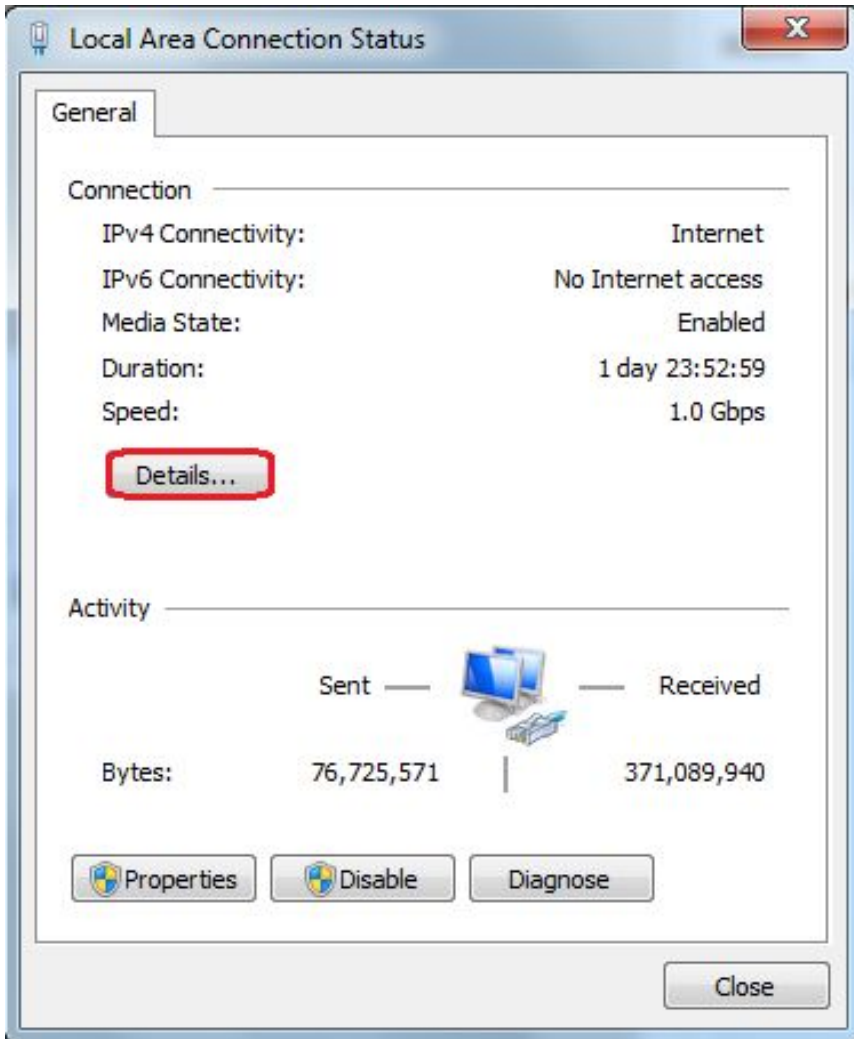 Local Area Connection Status
General
Connection
IPv4 Connectivity: Internet
IPv6 Connectivity: No Internet access
Media State: Enabled
Duration: 1 day 23:52:59
Speed: 1.0 Gbps
Details...
Activity
Sent Received
Bytes: 76,725,571 371,089,940
Properties Disable Diagnose
Close